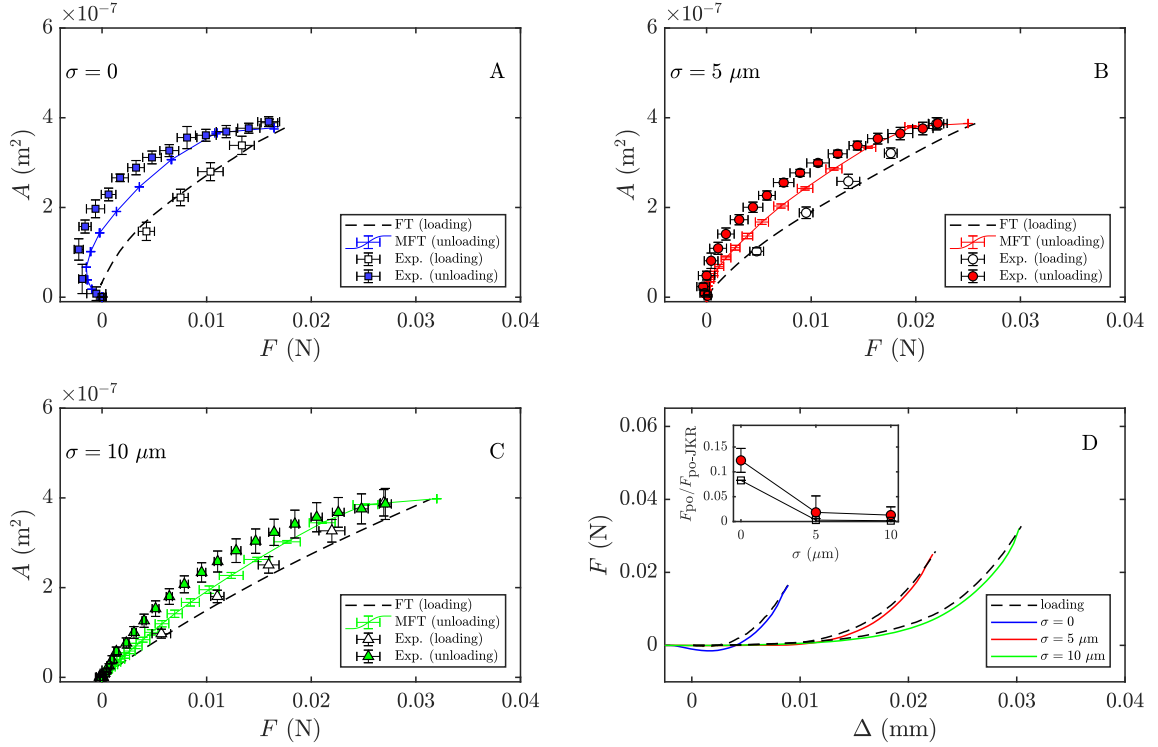 ×10⁻⁷
6
4
2
0
A (m²)
σ = 0
A
FT (loading)
MFT (unloading)
Exp. (loading)
Exp. (unloading)
0 0.01 0.02 0.03 0.04
F (N)
×10⁻⁷
6
4
2
0
A (m²)
σ = 5 μm
B
FT (loading)
MFT (unloading)
Exp. (loading)
Exp. (unloading)
0 0.01 0.02 0.03 0.04
F (N)
×10⁻⁷
6
4
2
0
A (m²)
σ = 10 μm
C
FT (loading)
MFT (unloading)
Exp. (loading)
Exp. (unloading)
0 0.01 0.02 0.03 0.04
F (N)
0.06
0.04
0.02
0
F (N)
D
0.15
0.1
0.05
0
Fpo/Fpo-JKR
0 5 10
σ (μm)
loading
σ = 0
σ = 5 μm
σ = 10 μm
0 0.01 0.02 0.03 0.04
Δ (mm)